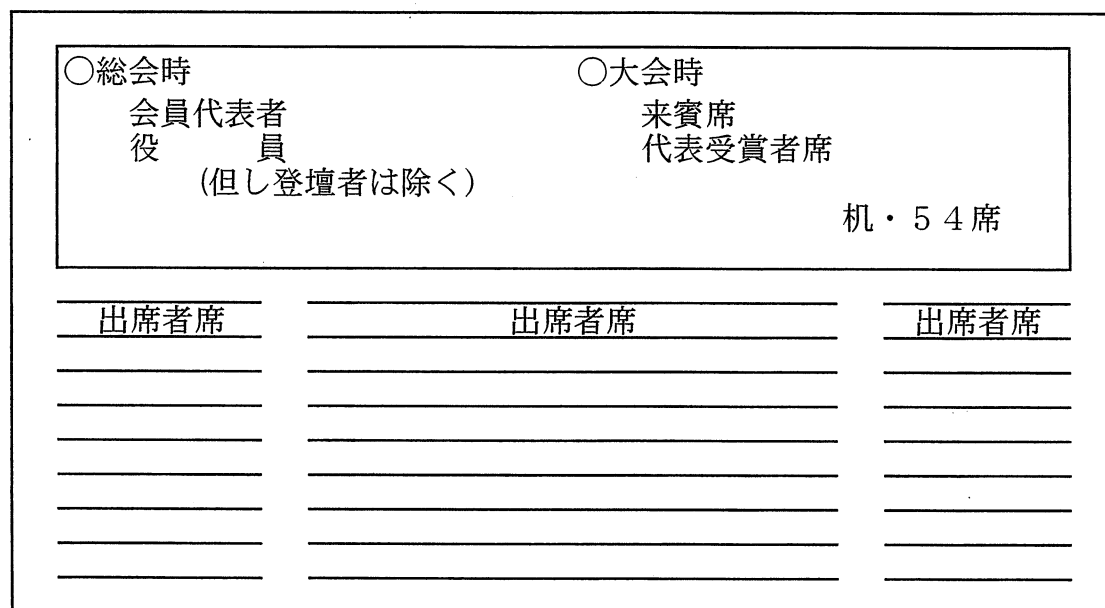 ○総会時
会員代表者
役　　　員
(但し登壇者は除く)
○大会時
来賓席
代表受賞者席
机・５４席
出席者席
出席者席
出席者席